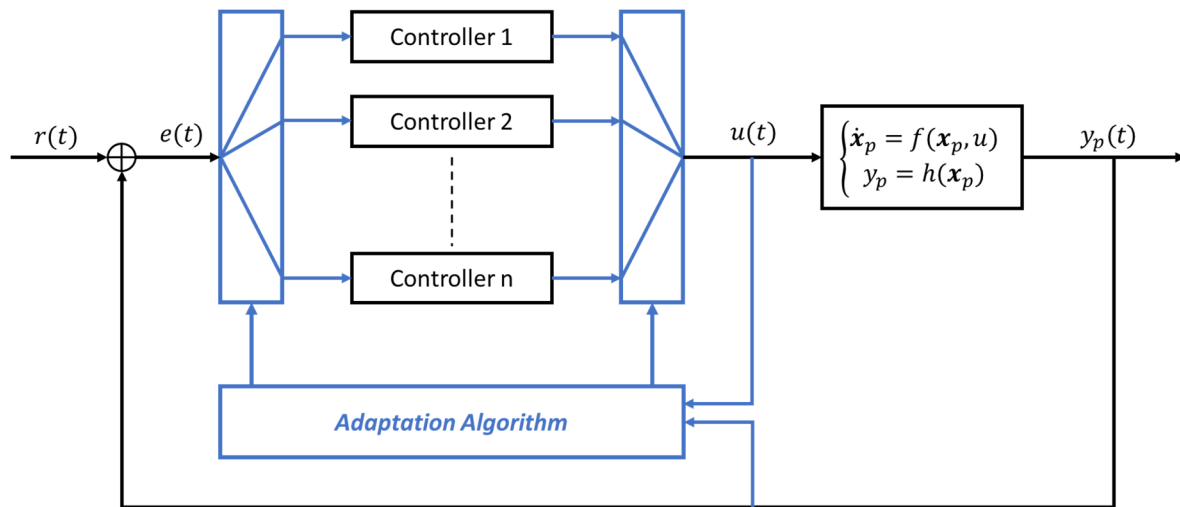 Controller 1
Controller 2
r(t)
e(t)
u(t)
ẋₚ = f(xₚ, u)
yₚ = h(xₚ)
yₚ(t)
Controller n
Adaptation Algorithm